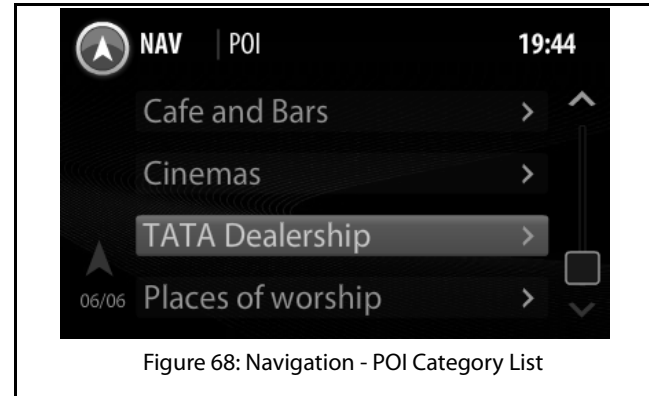 NAV | POI 19:44
Cafe and Bars >
Cinemas >
TATA Dealership >
06/06 Places of worship >
Figure 68: Navigation - POI Category List